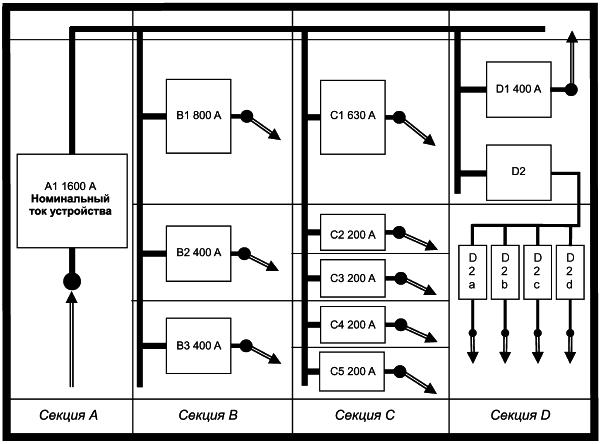 A1 1600 А
Номинальный
ток устройства
B1 800 А
B2 400 А
B3 400 А
C1 630 А
C2 200 А
C3 200 А
C4 200 А
C5 200 А
D1 400 А
D2
D
2
a
D
2
b
D
2
c
D
2
d
Секция A
Секция B
Секция C
Секция D